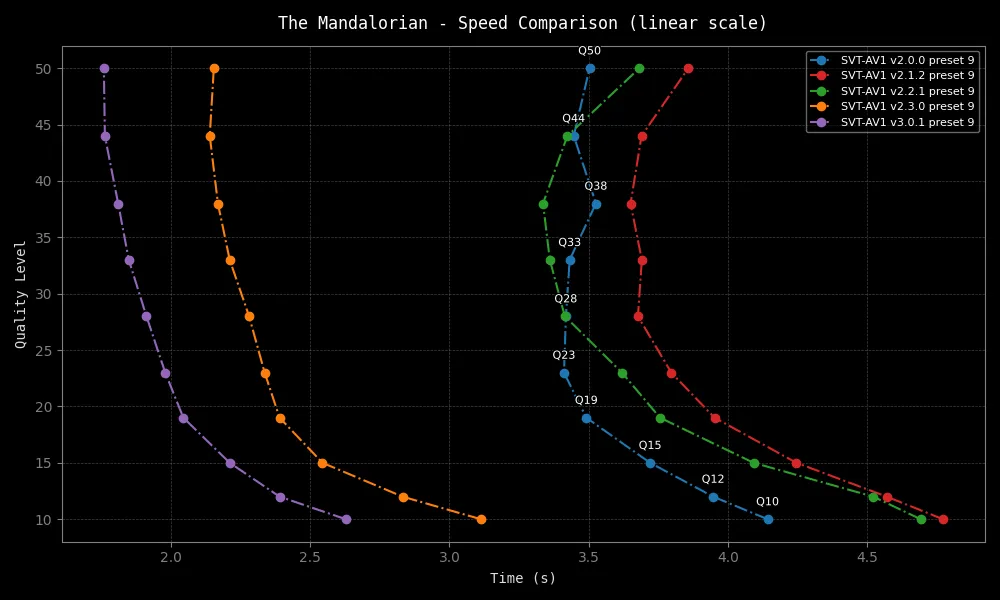 The Mandalorian - Speed Comparison (linear scale)
SVT-AV1 v2.0.0 preset 9
SVT-AV1 v2.1.2 preset 9
SVT-AV1 v2.2.1 preset 9
SVT-AV1 v2.3.0 preset 9
SVT-AV1 v3.0.1 preset 9
Quality Level
50
45
40
35
30
25
20
15
10
Q50
Q44
Q38
Q33
Q28
Q23
Q19
Q15
Q12
Q10
2.0 2.5 3.0 3.5 4.0 4.5
Time (s)